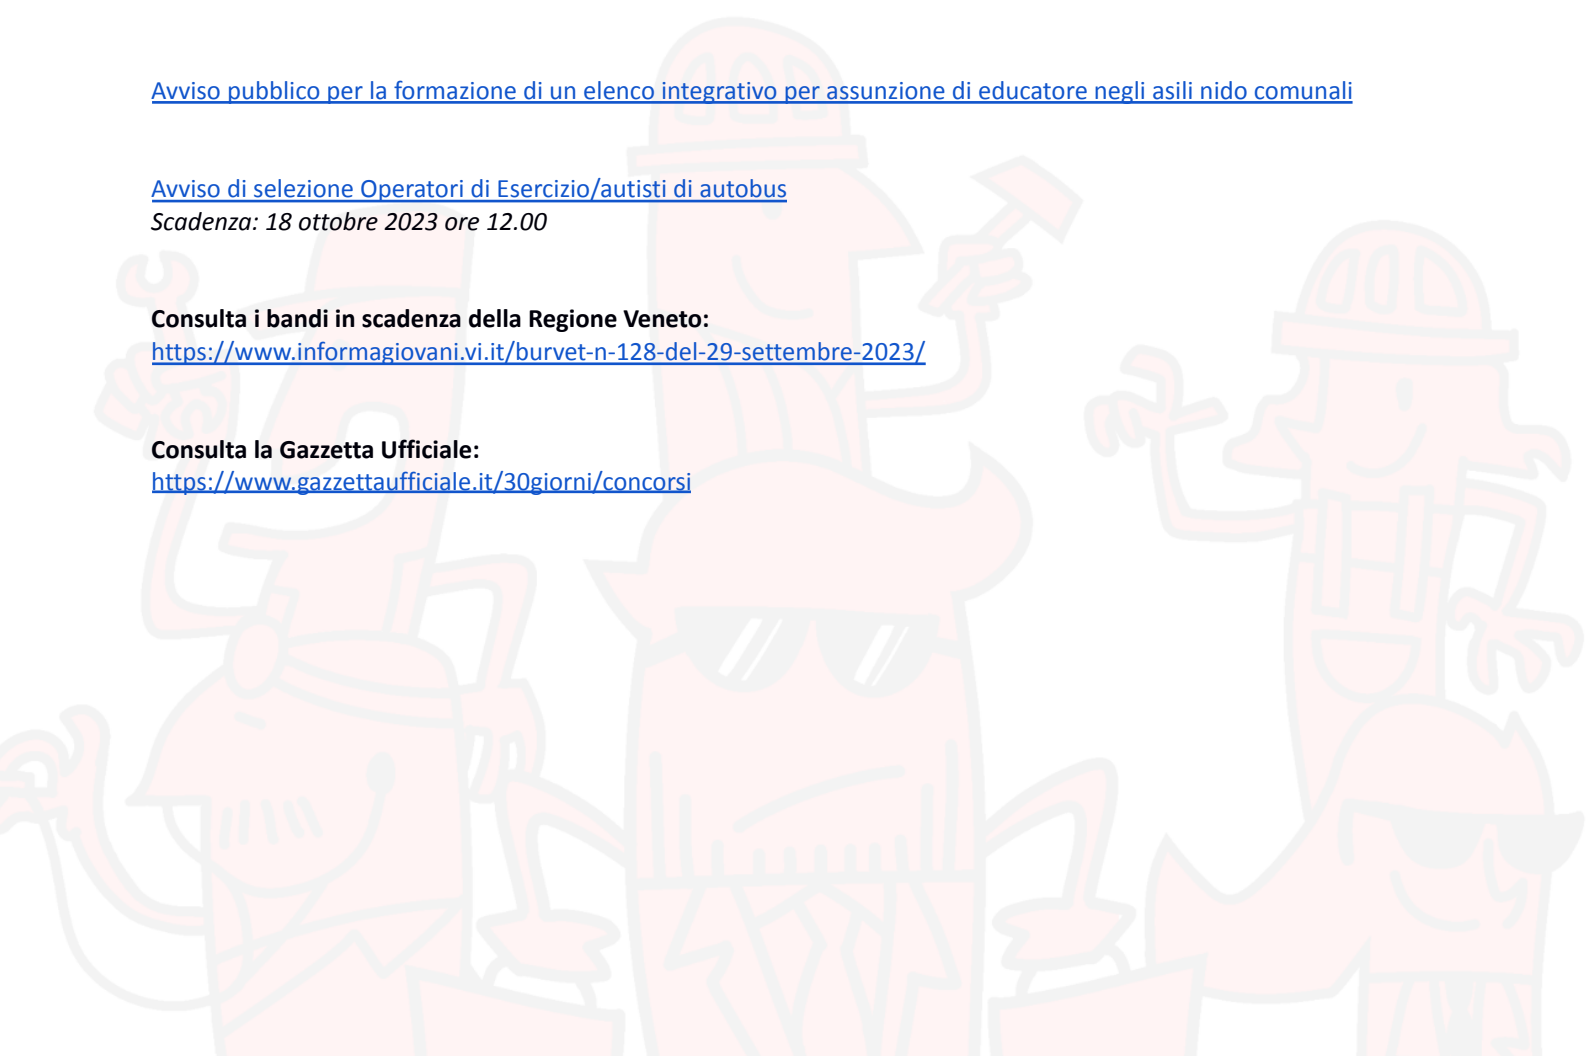 Avviso pubblico per la formazione di un elenco integrativo per assunzione di educatore negli asili nido comunali
Avviso di selezione Operatori di Esercizio/autisti di autobus
Scadenza: 18 ottobre 2023 ore 12.00
Consulta i bandi in scadenza della Regione Veneto:
https://www.informagiovani.vi.it/burvet-n-128-del-29-settembre-2023/
Consulta la Gazzetta Ufficiale:
https://www.gazzettaufficiale.it/30giorni/concorsi